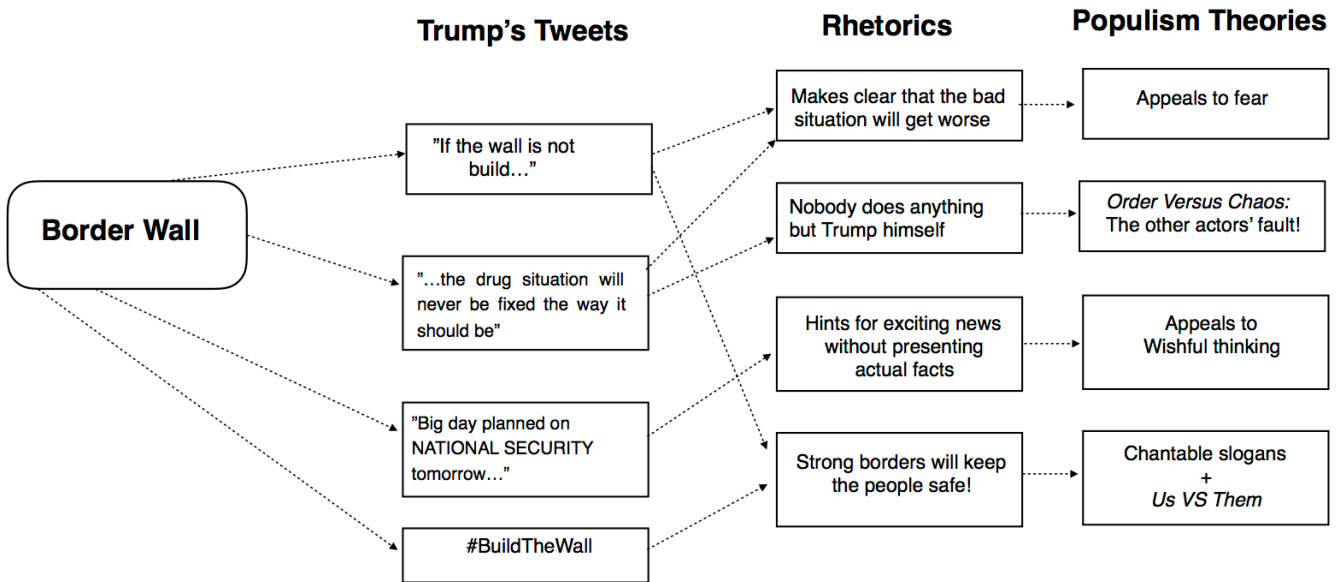 Trump's Tweets
Rhetorics
Populism Theories
Border Wall
”If the wall is not
build…”
”…the drug situation will
never be fixed the way it
should be”
”Big day planned on
NATIONAL SECURITY
tomorrow…”
#BuildTheWall
Makes clear that the bad
situation will get worse
Nobody does anything
but Trump himself
Hints for exciting news
without presenting
actual facts
Strong borders will keep
the people safe!
Appeals to fear
Order Versus Chaos:
The other actors’ fault!
Appeals to
Wishful thinking
Chantable slogans
+
Us VS Them